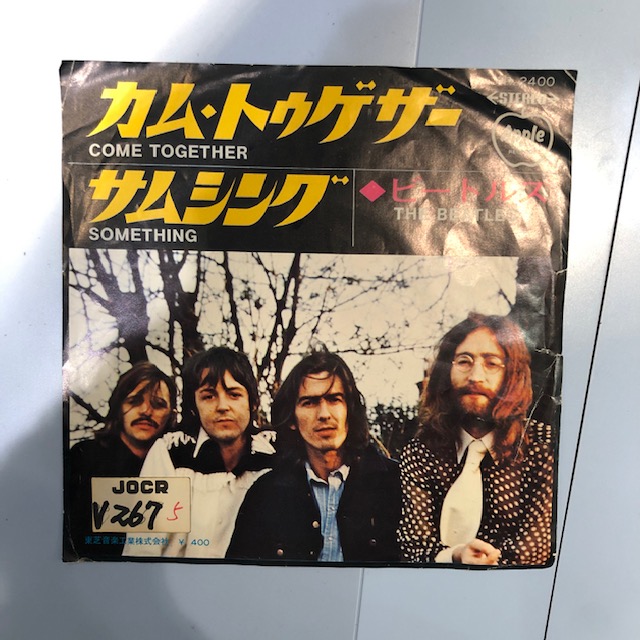 2400
カム・トゥゲザー
<STEREO>
Apple
COME TOGETHER
サムシング
◆ビートルズ
THE BEATLES
SOMETHING
JOCR
V267 5
東芝音楽工業株式会社 ¥.400